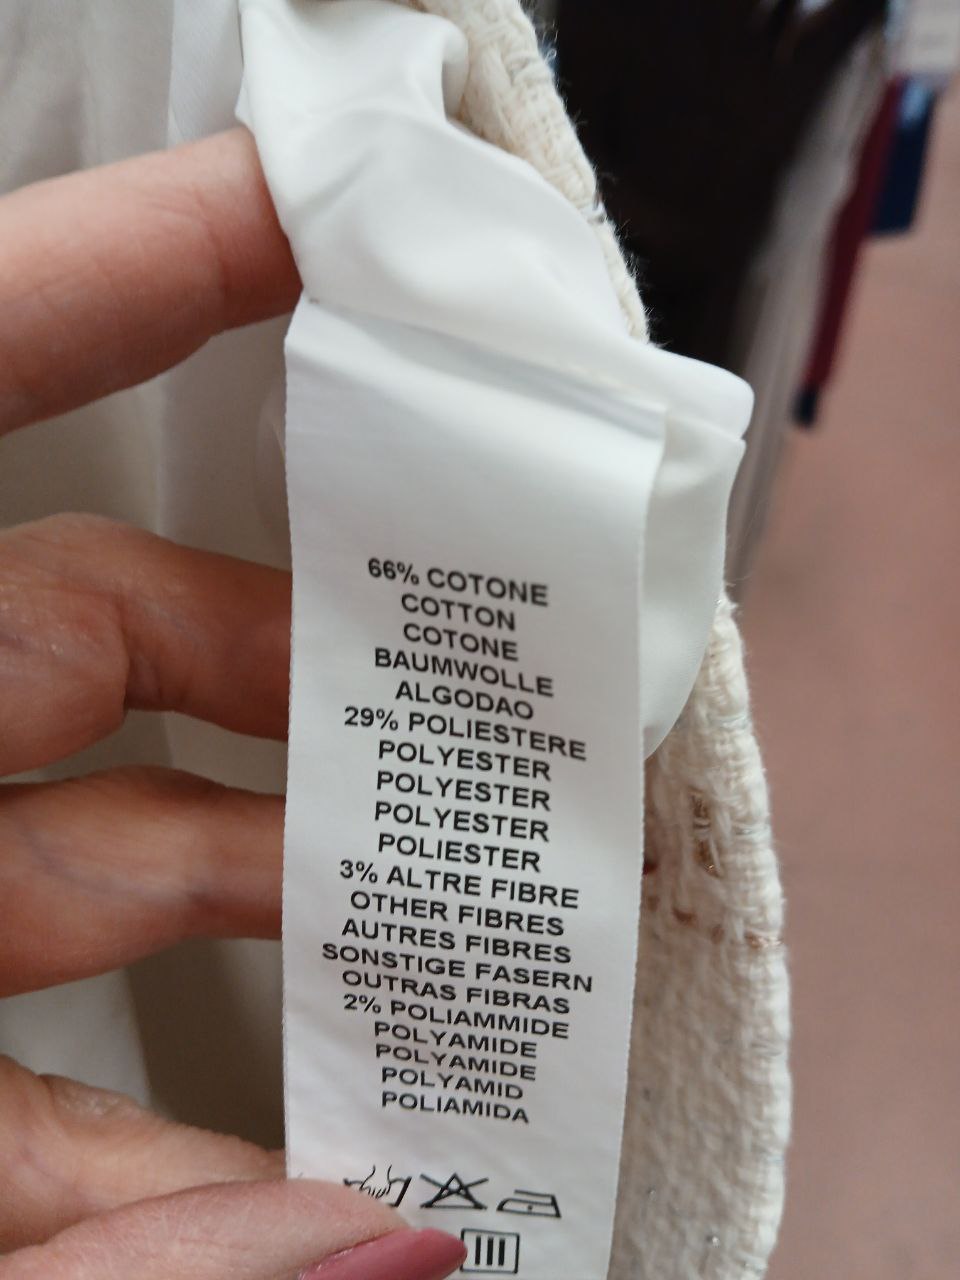 66% COTONE
COTTON
COTONE
BAUMWOLLE
ALGODAO
29% POLIESTERE
POLYESTER
POLYESTER
POLYESTER
POLIESTER
3% ALTRE FIBRE
OTHER FIBRES
AUTRES FIBRES
SONSTIGE FASERN
OUTRAS FIBRAS
2% POLIAMMIDE
POLYAMIDE
POLYAMIDE
POLYAMID
POLIAMIDA